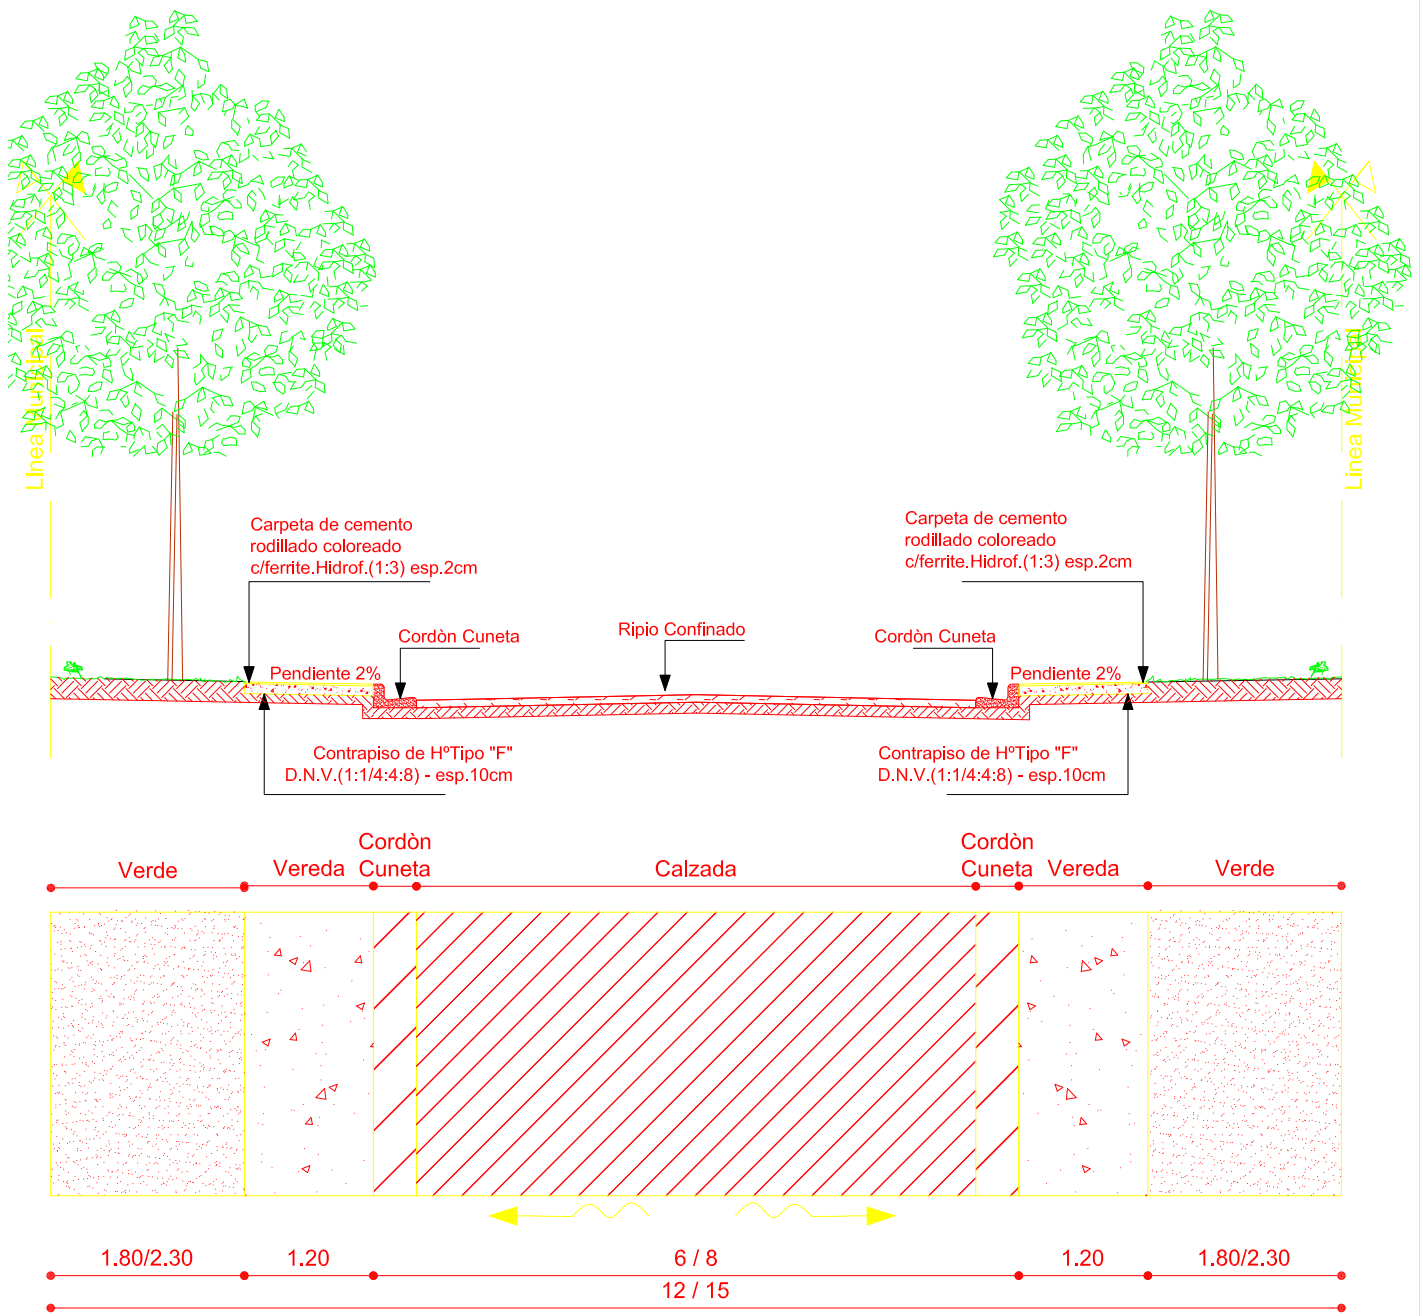 Linea Municipal
Linea Municipal
Carpeta de cemento
rodillado coloreado
c/ferrite.Hidrof.(1:3) esp.2cm
Carpeta de cemento
rodillado coloreado
c/ferrite.Hidrof.(1:3) esp.2cm
Cordòn Cuneta
Ripio Confinado
Cordòn Cuneta
Pendiente 2%
Pendiente 2%
Contrapiso de HºTipo "F"
D.N.V.(1:1/4:4:8) - esp.10cm
Contrapiso de HºTipo "F"
D.N.V.(1:1/4:4:8) - esp.10cm
Verde
Vereda
Cordòn
Cuneta
Calzada
Cordòn
Cuneta
Vereda
Verde
1.80/2.30
1.20
6 / 8
1.20
1.80/2.30
12 / 15